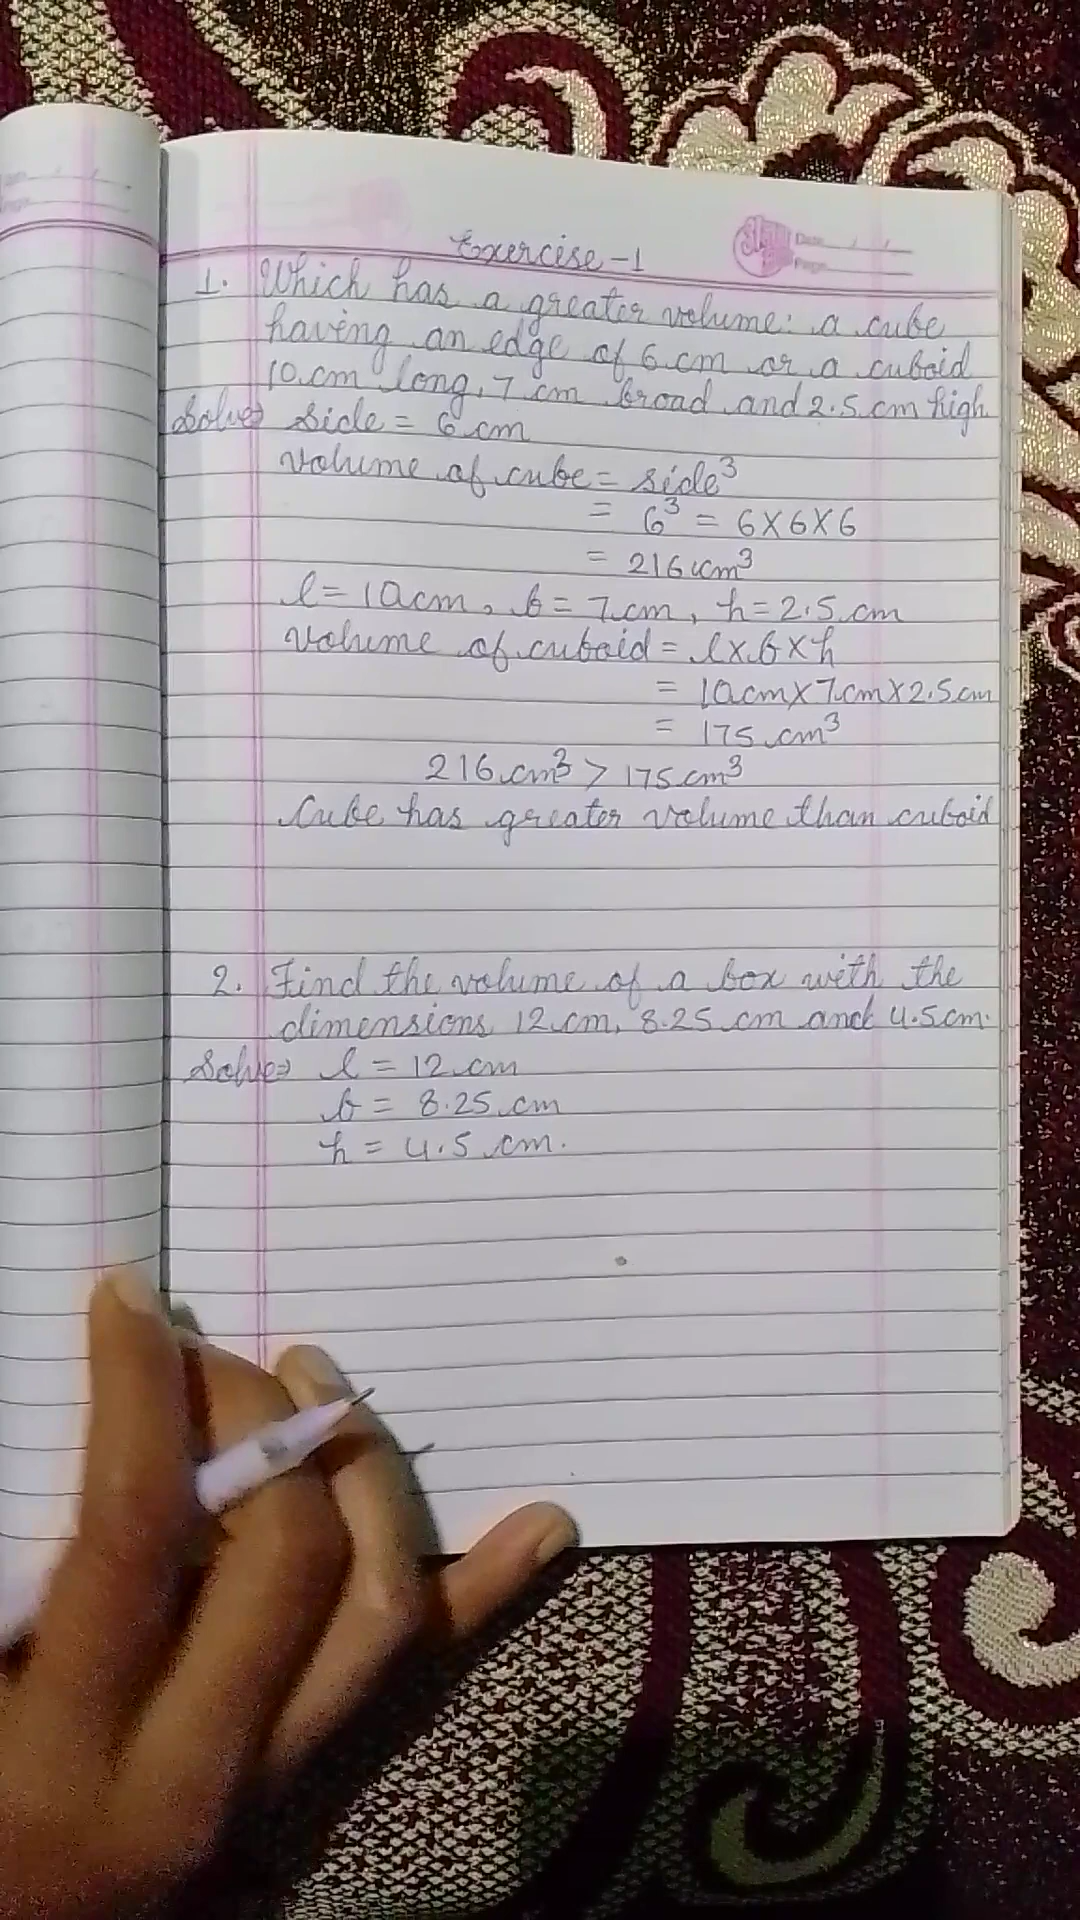 Exercise-1
Date
Page
1. Which has a greater volume: a cube
having an edge of 6 cm or a cuboid
10 cm long, 7 cm broad and 2.5 cm high
Solve⇒ side = 6 cm
volume of cube = side³
= 6³ = 6×6×6
= 216 cm³
l = 10 cm, b = 7 cm, h = 2.5 cm
volume of cuboid = l×b×h
= 10cm×7cm×2.5cm
= 175 cm³
216 cm³ > 175 cm³
Cube has greater volume than cuboid
2. Find the volume of a box with the
dimensions 12 cm, 8.25 cm and 4.5cm.
Solve⇒ l = 12 cm
b = 8.25 cm
h = 4.5 cm.